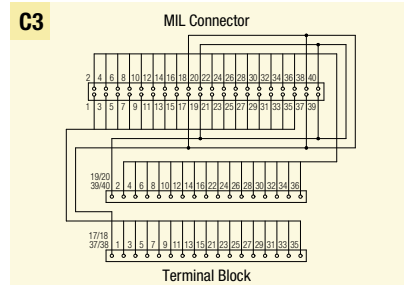 C3
MIL Connector
2 4 6 8 10 12 14 16 18 20 22 24 26 28 30 32 34 36 38 40
1 3 5 7 9 11 13 15 17 19 21 23 25 27 29 31 33 35 37 39
19/20
39/40 2 4 6 8 10 12 14 16 22 24 26 28 30 32 34 36
17/18
37/38 1 3 5 7 9 11 13 15 21 23 25 27 29 31 33 35
Terminal Block